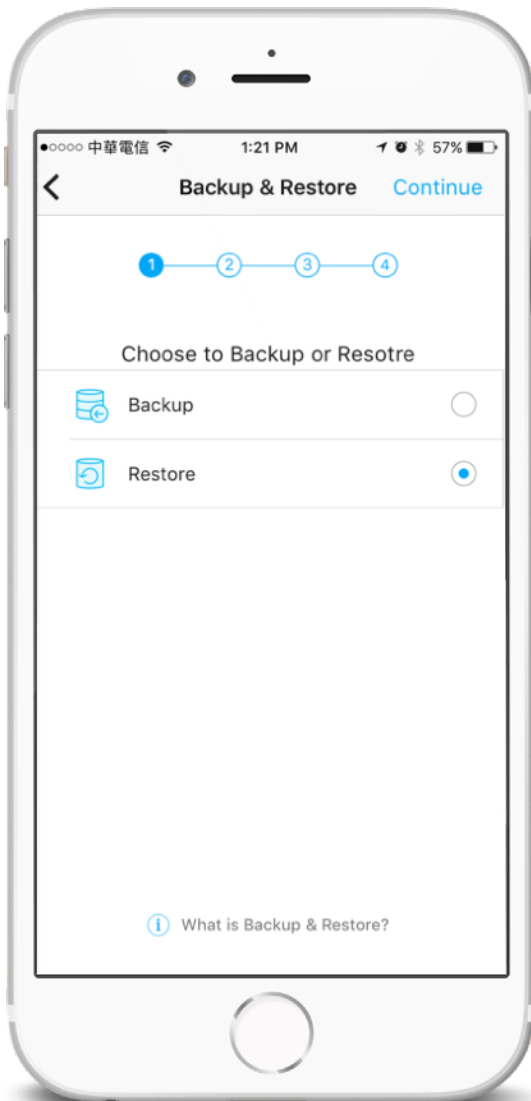 中華電信 1:21 PM 57%
Backup & Restore Continue
1 2 3 4
Choose to Backup or Resotre
Backup
Restore
i What is Backup & Restore?